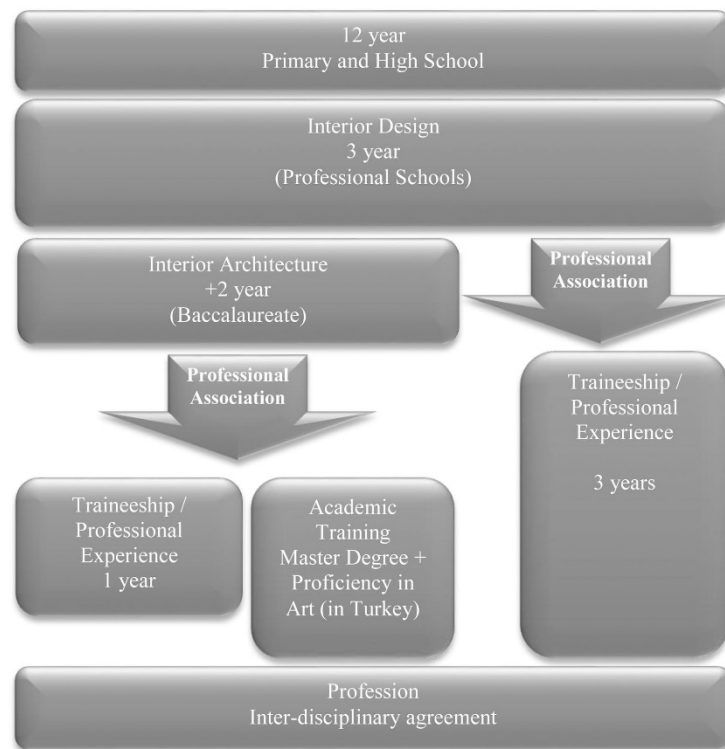 12 year
Primary and High School
Interior Design
3 year
(Professional Schools)
Interior Architecture
+2 year
(Baccalaureate)
Professional
Association
Professional
Association
Traineeship /
Professional
Experience
1 year
Academic
Training
Master Degree +
Proficiency in
Art (in Turkey)
Traineeship /
Professional
Experience
3 years
Profession
Inter-disciplinary agreement